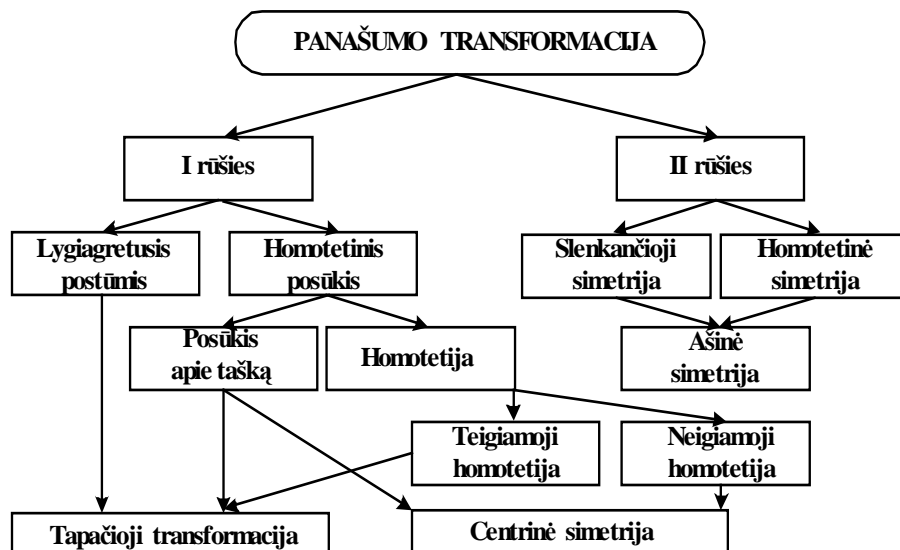 PANAŠUMO TRANSFORMACIJA
I rūšies
II rūšies
Lygiagretusis
postūmis
Homotetinis
posūkis
Slenkančioji
simetrija
Homotetinė
simetrija
Posūkis
apie tašką
Homotetija
Ašinė
simetrija
Teigiamoji
homotetija
Neigiamoji
homotetija
Tapačioji transformacija
Centrinė simetrija